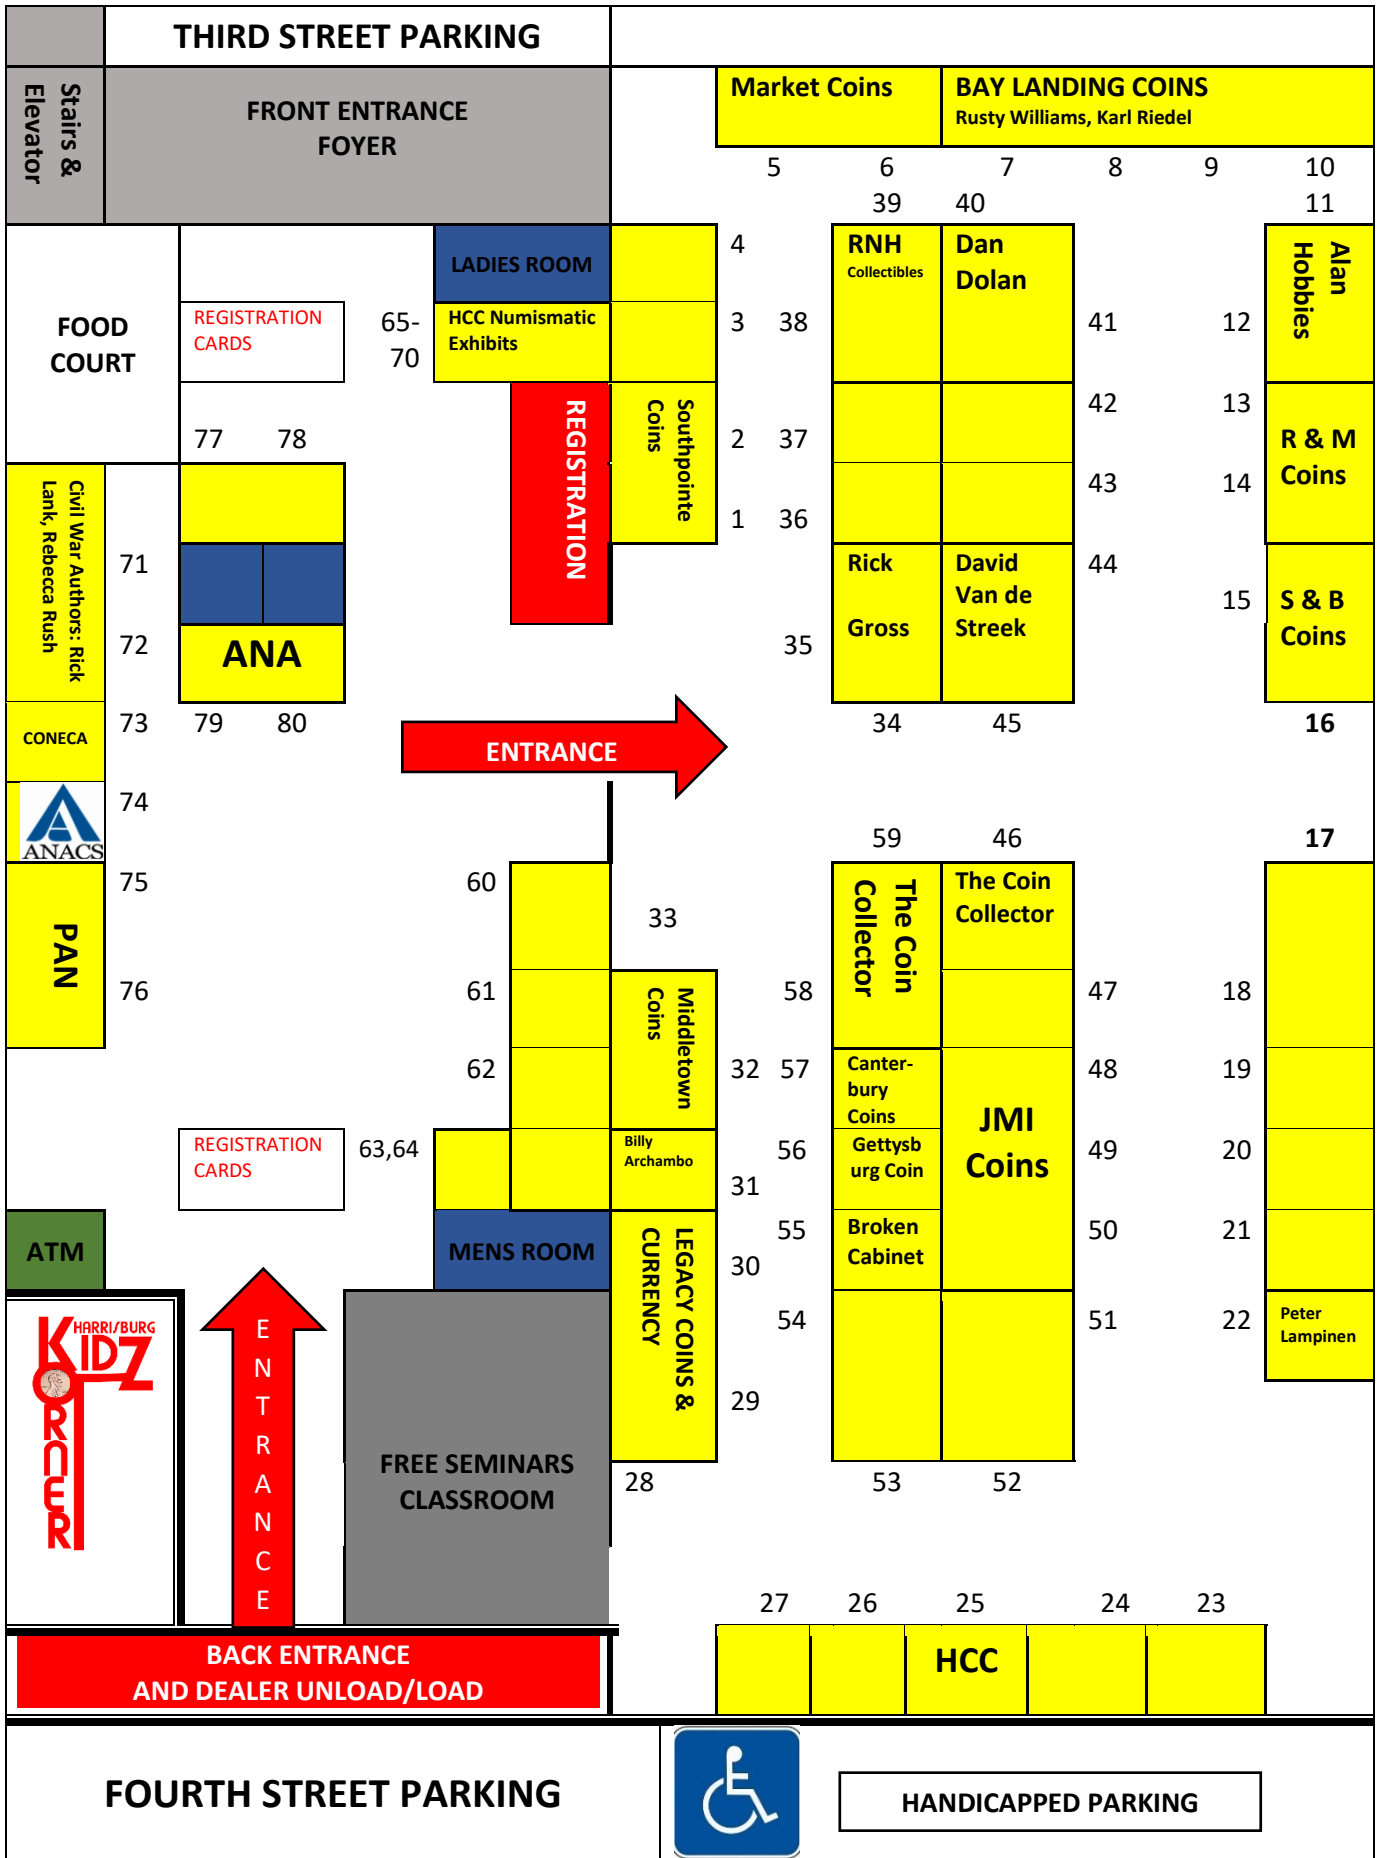 THIRD STREET PARKING
Stairs &
Elevator
FRONT ENTRANCE
FOYER
Market Coins
BAY LANDING COINS
Rusty Williams, Karl Riedel
5 6 7 8 9 10
39 40 11
FOOD
COURT
LADIES ROOM
4
RNH
Collectibles
Dan
Dolan
Alan
Hobbies
REGISTRATION
CARDS
65-
70
HCC Numismatic
Exhibits
3 38
41 12
REGISTRATION
Southpointe
Coins
77 78
2 37
42 13
R & M
Coins
1 36
43 14
Civil War Authors: Rick
Lank, Rebecca Rush
71
Rick
Gross
David
Van de
Streek
44
15
S & B
Coins
72
ANA
35
CONECA
73 79 80
34 45 16
ENTRANCE
ANACS
74
59 46 17
PAN
75
60
33
The Coin
Collector
The Coin
Collector
76
61
Middletown
Coins
58
47 18
62
32 57
Canter-
bury
Coins
JMI
Coins
48 19
REGISTRATION
CARDS
63,64
Billy
Archambo
31
56
Gettysb
urg Coin
49 20
ATM
MENS ROOM
LEGACY COINS &
CURRENCY
30
55
Broken
Cabinet
50 21
HARRISBURG
KIDZ
KORNER
E
N
T
R
A
N
C
E
54
51 22
Peter
Lampinen
29
FREE SEMINARS
CLASSROOM
28 53 52
27 26 25 24 23
BACK ENTRANCE
AND DEALER UNLOAD/LOAD
HCC
FOURTH STREET PARKING
HANDICAPPED PARKING